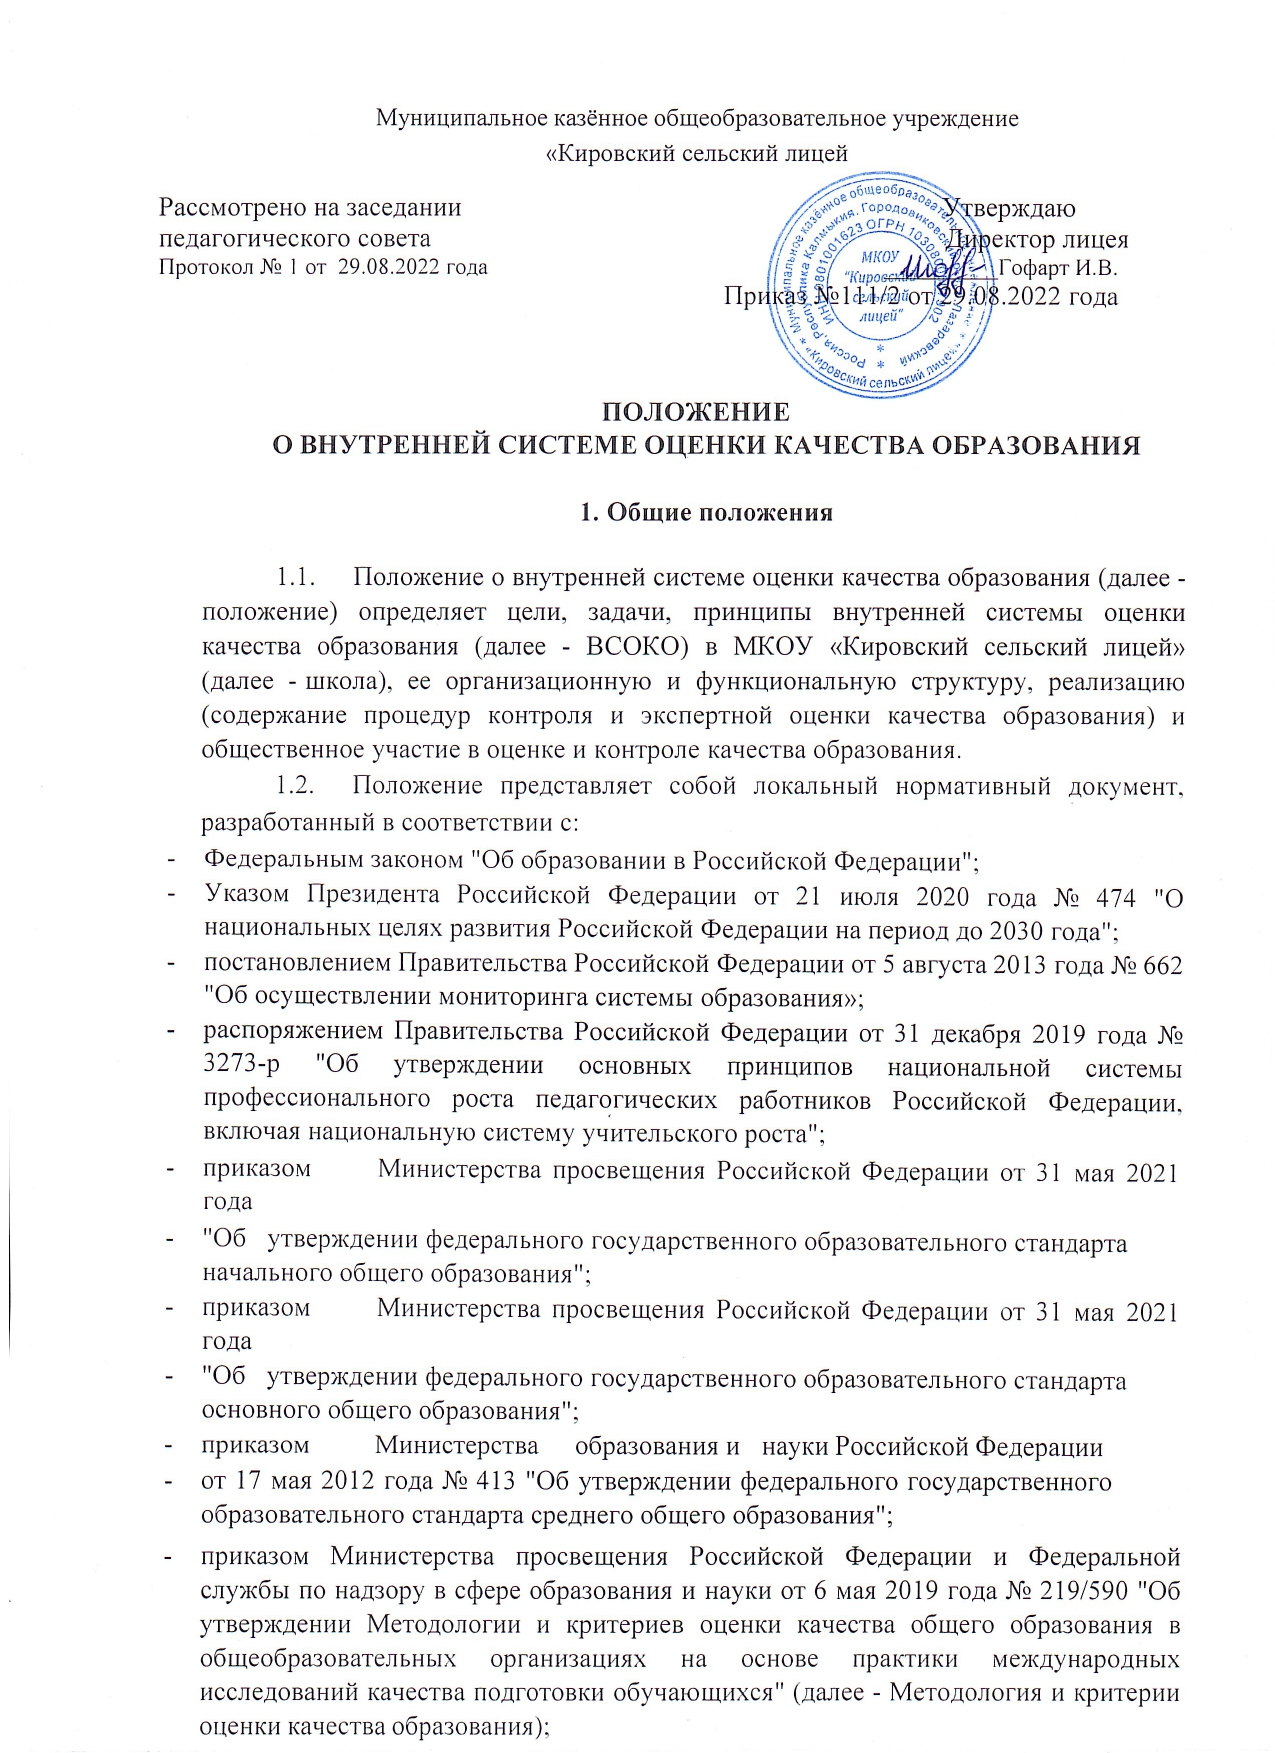 Муниципальное казённое общеобразовательное учреждение
«Кировский сельский лицей
Рассмотрено на заседании
педагогического совета
Протокол № 1 от 29.08.2022 года
Утверждаю
Директор лицея
Гофарт И.В.
Приказ №111/2 от 29.08.2022 года
МКОУ
"Кировский
сельский
лицей"
ПОЛОЖЕНИЕ
О ВНУТРЕННЕЙ СИСТЕМЕ ОЦЕНКИ КАЧЕСТВА ОБРАЗОВАНИЯ
1. Общие положения
1.1. Положение о внутренней системе оценки качества образования (далее -
положение) определяет цели, задачи, принципы внутренней системы оценки
качества образования (далее - ВСОКО) в МКОУ «Кировский сельский лицей»
(далее - школа), ее организационную и функциональную структуру, реализацию
(содержание процедур контроля и экспертной оценки качества образования) и
общественное участие в оценке и контроле качества образования.
1.2. Положение представляет собой локальный нормативный документ,
разработанный в соответствии с:
- Федеральным законом "Об образовании в Российской Федерации";
- Указом Президента Российской Федерации от 21 июля 2020 года № 474 "О
национальных целях развития Российской Федерации на период до 2030 года";
- постановлением Правительства Российской Федерации от 5 августа 2013 года № 662
"Об осуществлении мониторинга системы образования»;
- распоряжением Правительства Российской Федерации от 31 декабря 2019 года №
3273-р "Об утверждении основных принципов национальной системы
профессионального роста педагогических работников Российской Федерации,
включая национальную систему учительского роста";
- приказом Министерства просвещения Российской Федерации от 31 мая 2021
года
- "Об утверждении федерального государственного образовательного стандарта
начального общего образования";
- приказом Министерства просвещения Российской Федерации от 31 мая 2021
года
- "Об утверждении федерального государственного образовательного стандарта
основного общего образования";
- приказом Министерства образования и науки Российской Федерации
- от 17 мая 2012 года № 413 "Об утверждении федерального государственного
образовательного стандарта среднего общего образования";
- приказом Министерства просвещения Российской Федерации и Федеральной
службы по надзору в сфере образования и науки от 6 мая 2019 года № 219/590 "Об
утверждении Методологии и критериев оценки качества общего образования в
общеобразовательных организациях на основе практики международных
исследований качества подготовки обучающихся" (далее - Методология и критерии
оценки качества образования);